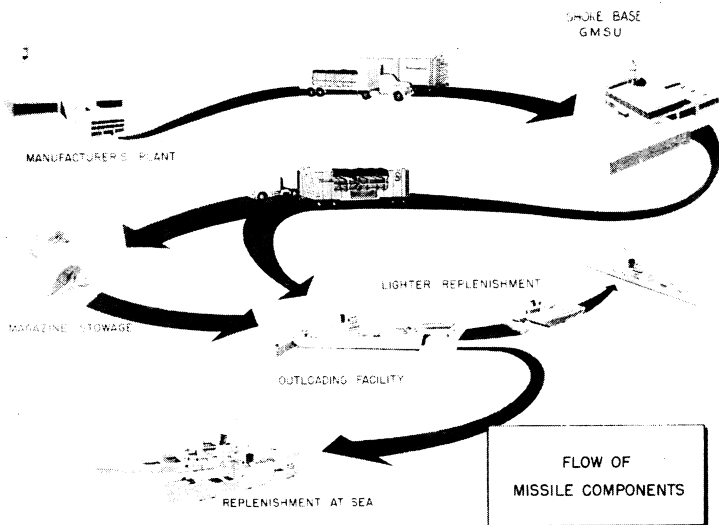 SHORE BASE
GMSU
MANUFACTURER'S PLANT
LIGHTER REPLENISHMENT
MAGAZINE STOWAGE
OUTLOADING FACILITY
REPLENISHMENT AT SEA
FLOW OF
MISSILE COMPONENTS